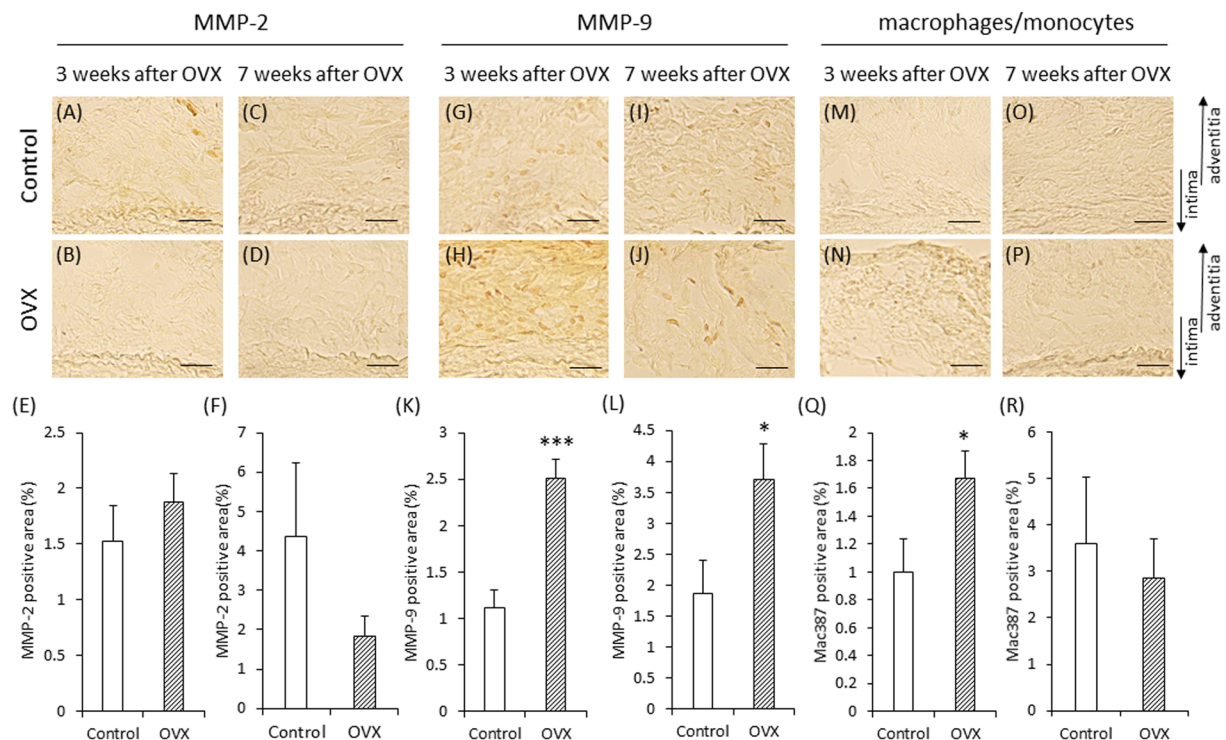 MMP-2
MMP-9
macrophages/monocytes
3 weeks after OVX
7 weeks after OVX
3 weeks after OVX
7 weeks after OVX
3 weeks after OVX
7 weeks after OVX
Control
(A)
(C)
(G)
(I)
(M)
(O)
intima
adventitia
OVX
(B)
(D)
(H)
(J)
(N)
(P)
intima
adventitia
(E)
MMP-2 positive area (%)
2.5
2
1.5
1
0.5
0
Control
OVX
(F)
MMP-2 positive area(%)
7
6
5
4
3
2
1
0
Control
OVX
(K)
MMP-9 positive area (%)
3
2.5
2
1.5
1
0.5
0
***
Control
OVX
(L)
MMP-9 positive area (%)
4.5
4
3.5
3
2.5
2
1.5
1
0.5
0
*
Control
OVX
(Q)
Mac387 positive area (%)
2
1.8
1.6
1.4
1.2
1
0.8
0.6
0.4
0.2
0
*
Control
OVX
(R)
Mac387 positive area (%)
6
5
4
3
2
1
0
Control
OVX